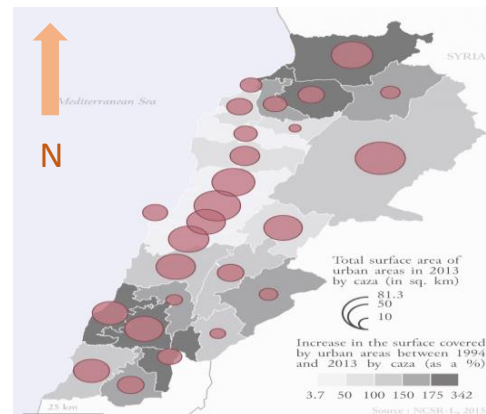 SYRIA
Mediterranean Sea
N
Total surface area of
urban areas in 2013
by caza (in sq. km)
81.3
50
10
Increase in the surface covered
by urban areas between 1994
and 2013 by caza (as a %)
3.7 50 100 150 175 342
25 km
Source : NCSR-L, 2013